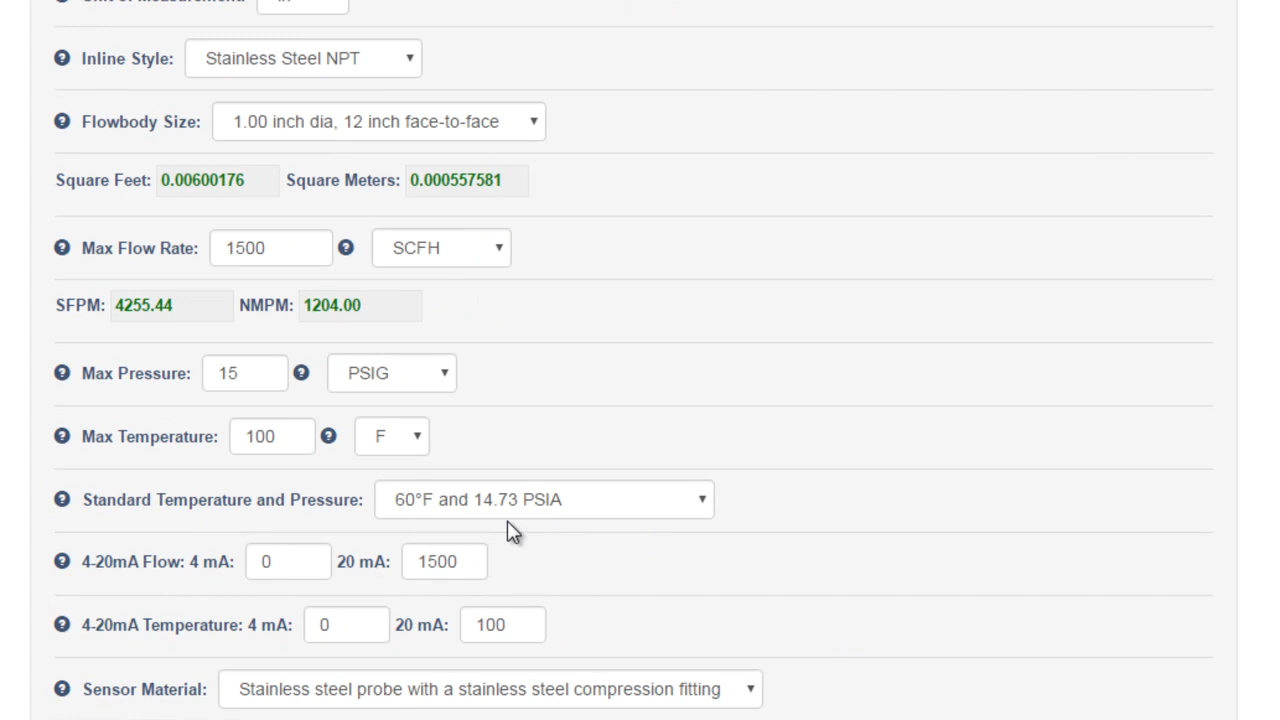 Inline Style: Stainless Steel NPT
Flowbody Size: 1.00 inch dia, 12 inch face-to-face
Square Feet: 0.00600176 Square Meters: 0.000557581
Max Flow Rate: 1500 SCFH
SFPM: 4255.44 NMPM: 1204.00
Max Pressure: 15 PSIG
Max Temperature: 100 F
Standard Temperature and Pressure: 60°F and 14.73 PSIA
4-20mA Flow: 4 mA: 0 20 mA: 1500
4-20mA Temperature: 4 mA: 0 20 mA: 100
Sensor Material: Stainless steel probe with a stainless steel compression fitting